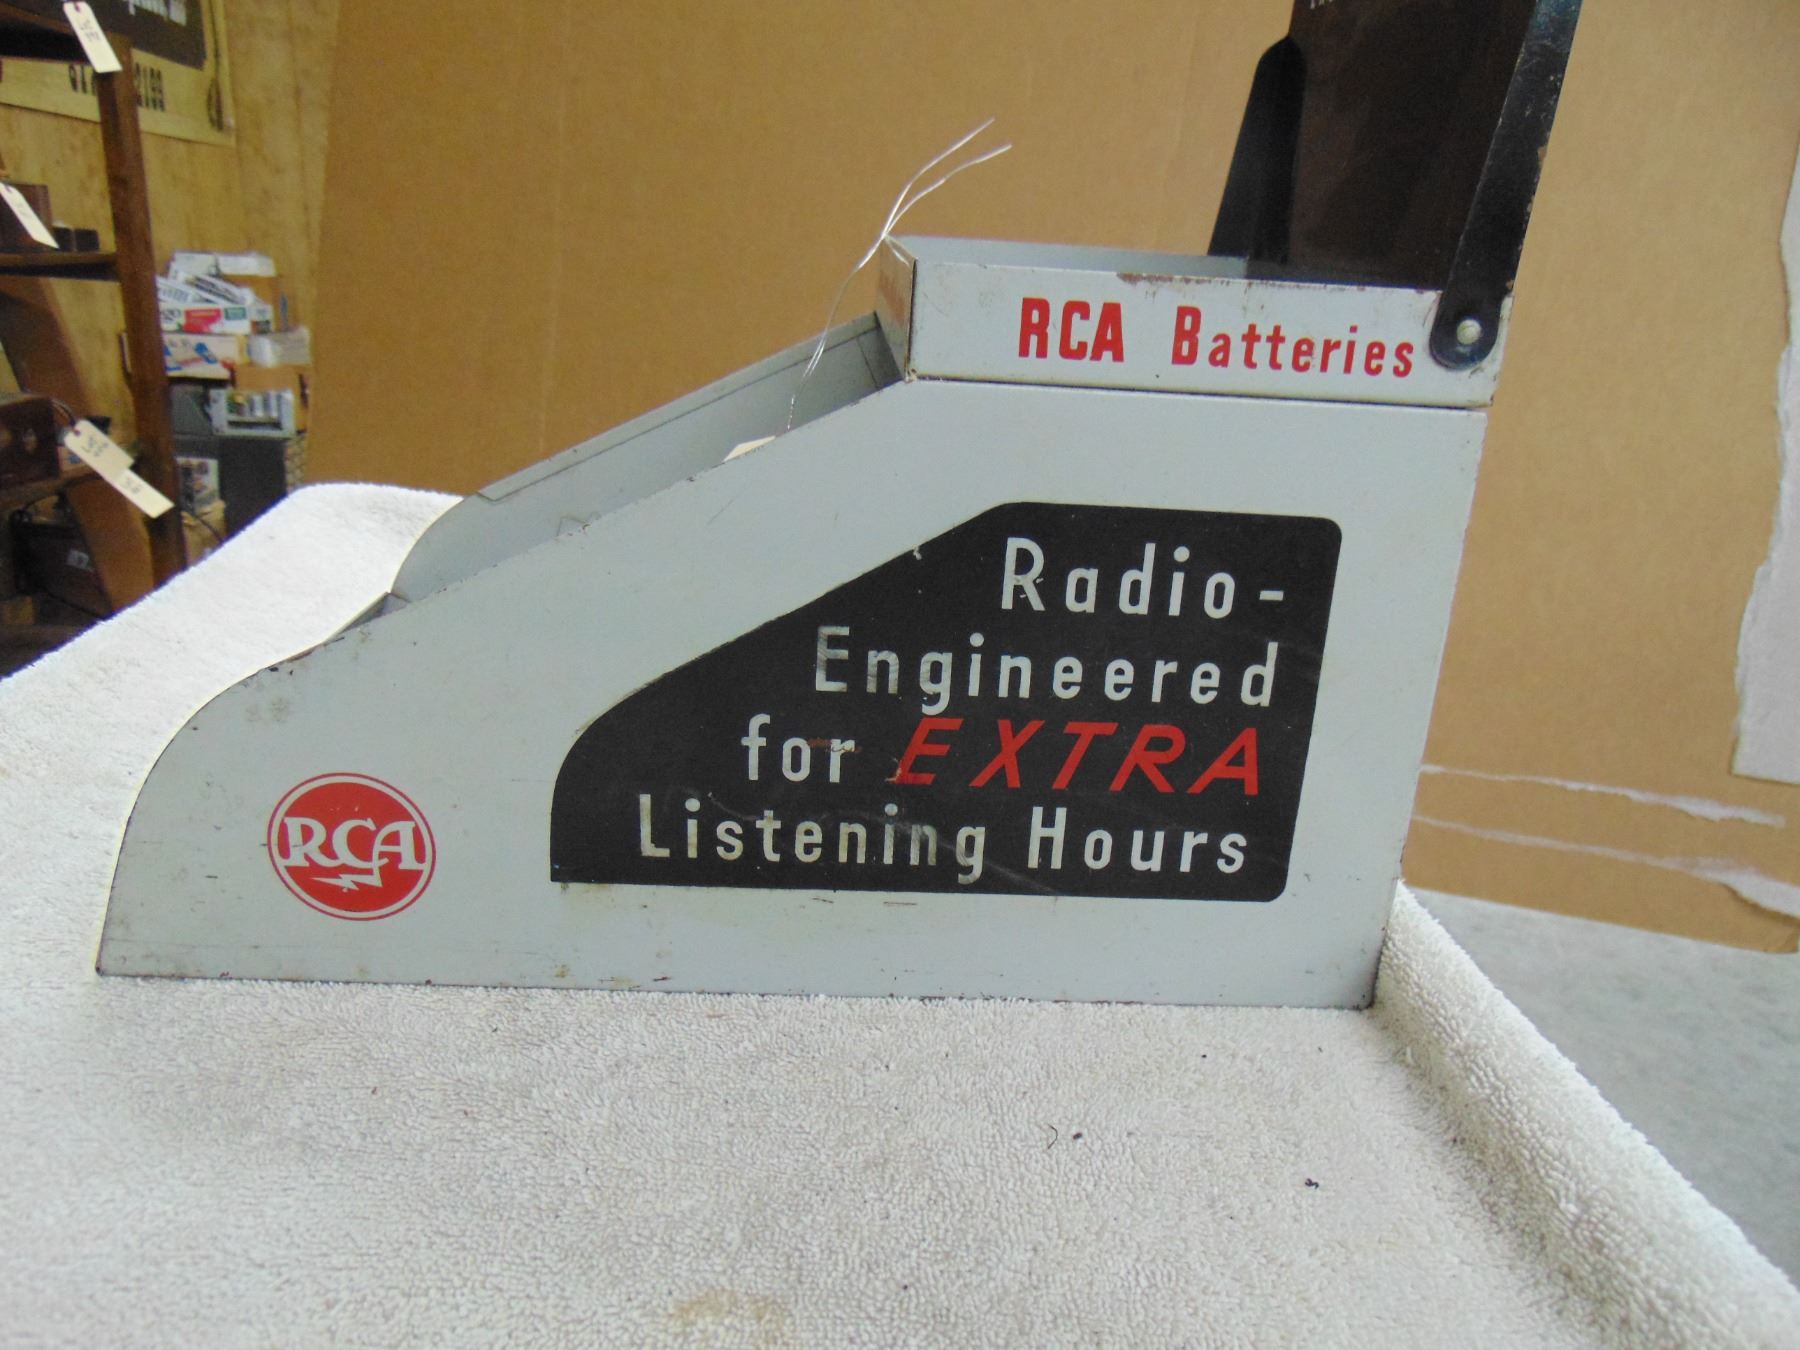 RCA Batteries
Radio-
Engineered
for EXTRA
Listening Hours
RCA